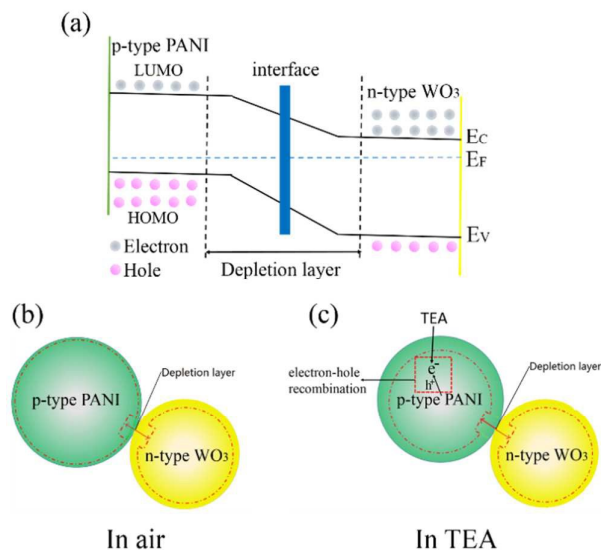 (a)
p-type PANI
LUMO
interface
n-type WO3
EC
EF
HOMO
EV
Electron
Hole
Depletion layer
(b)
Depletion layer
p-type PANI
n-type WO3
In air
(c)
TEA
Depletion layer
electron-hole
recombination
e-
h+
p-type PANI
n-type WO3
In TEA